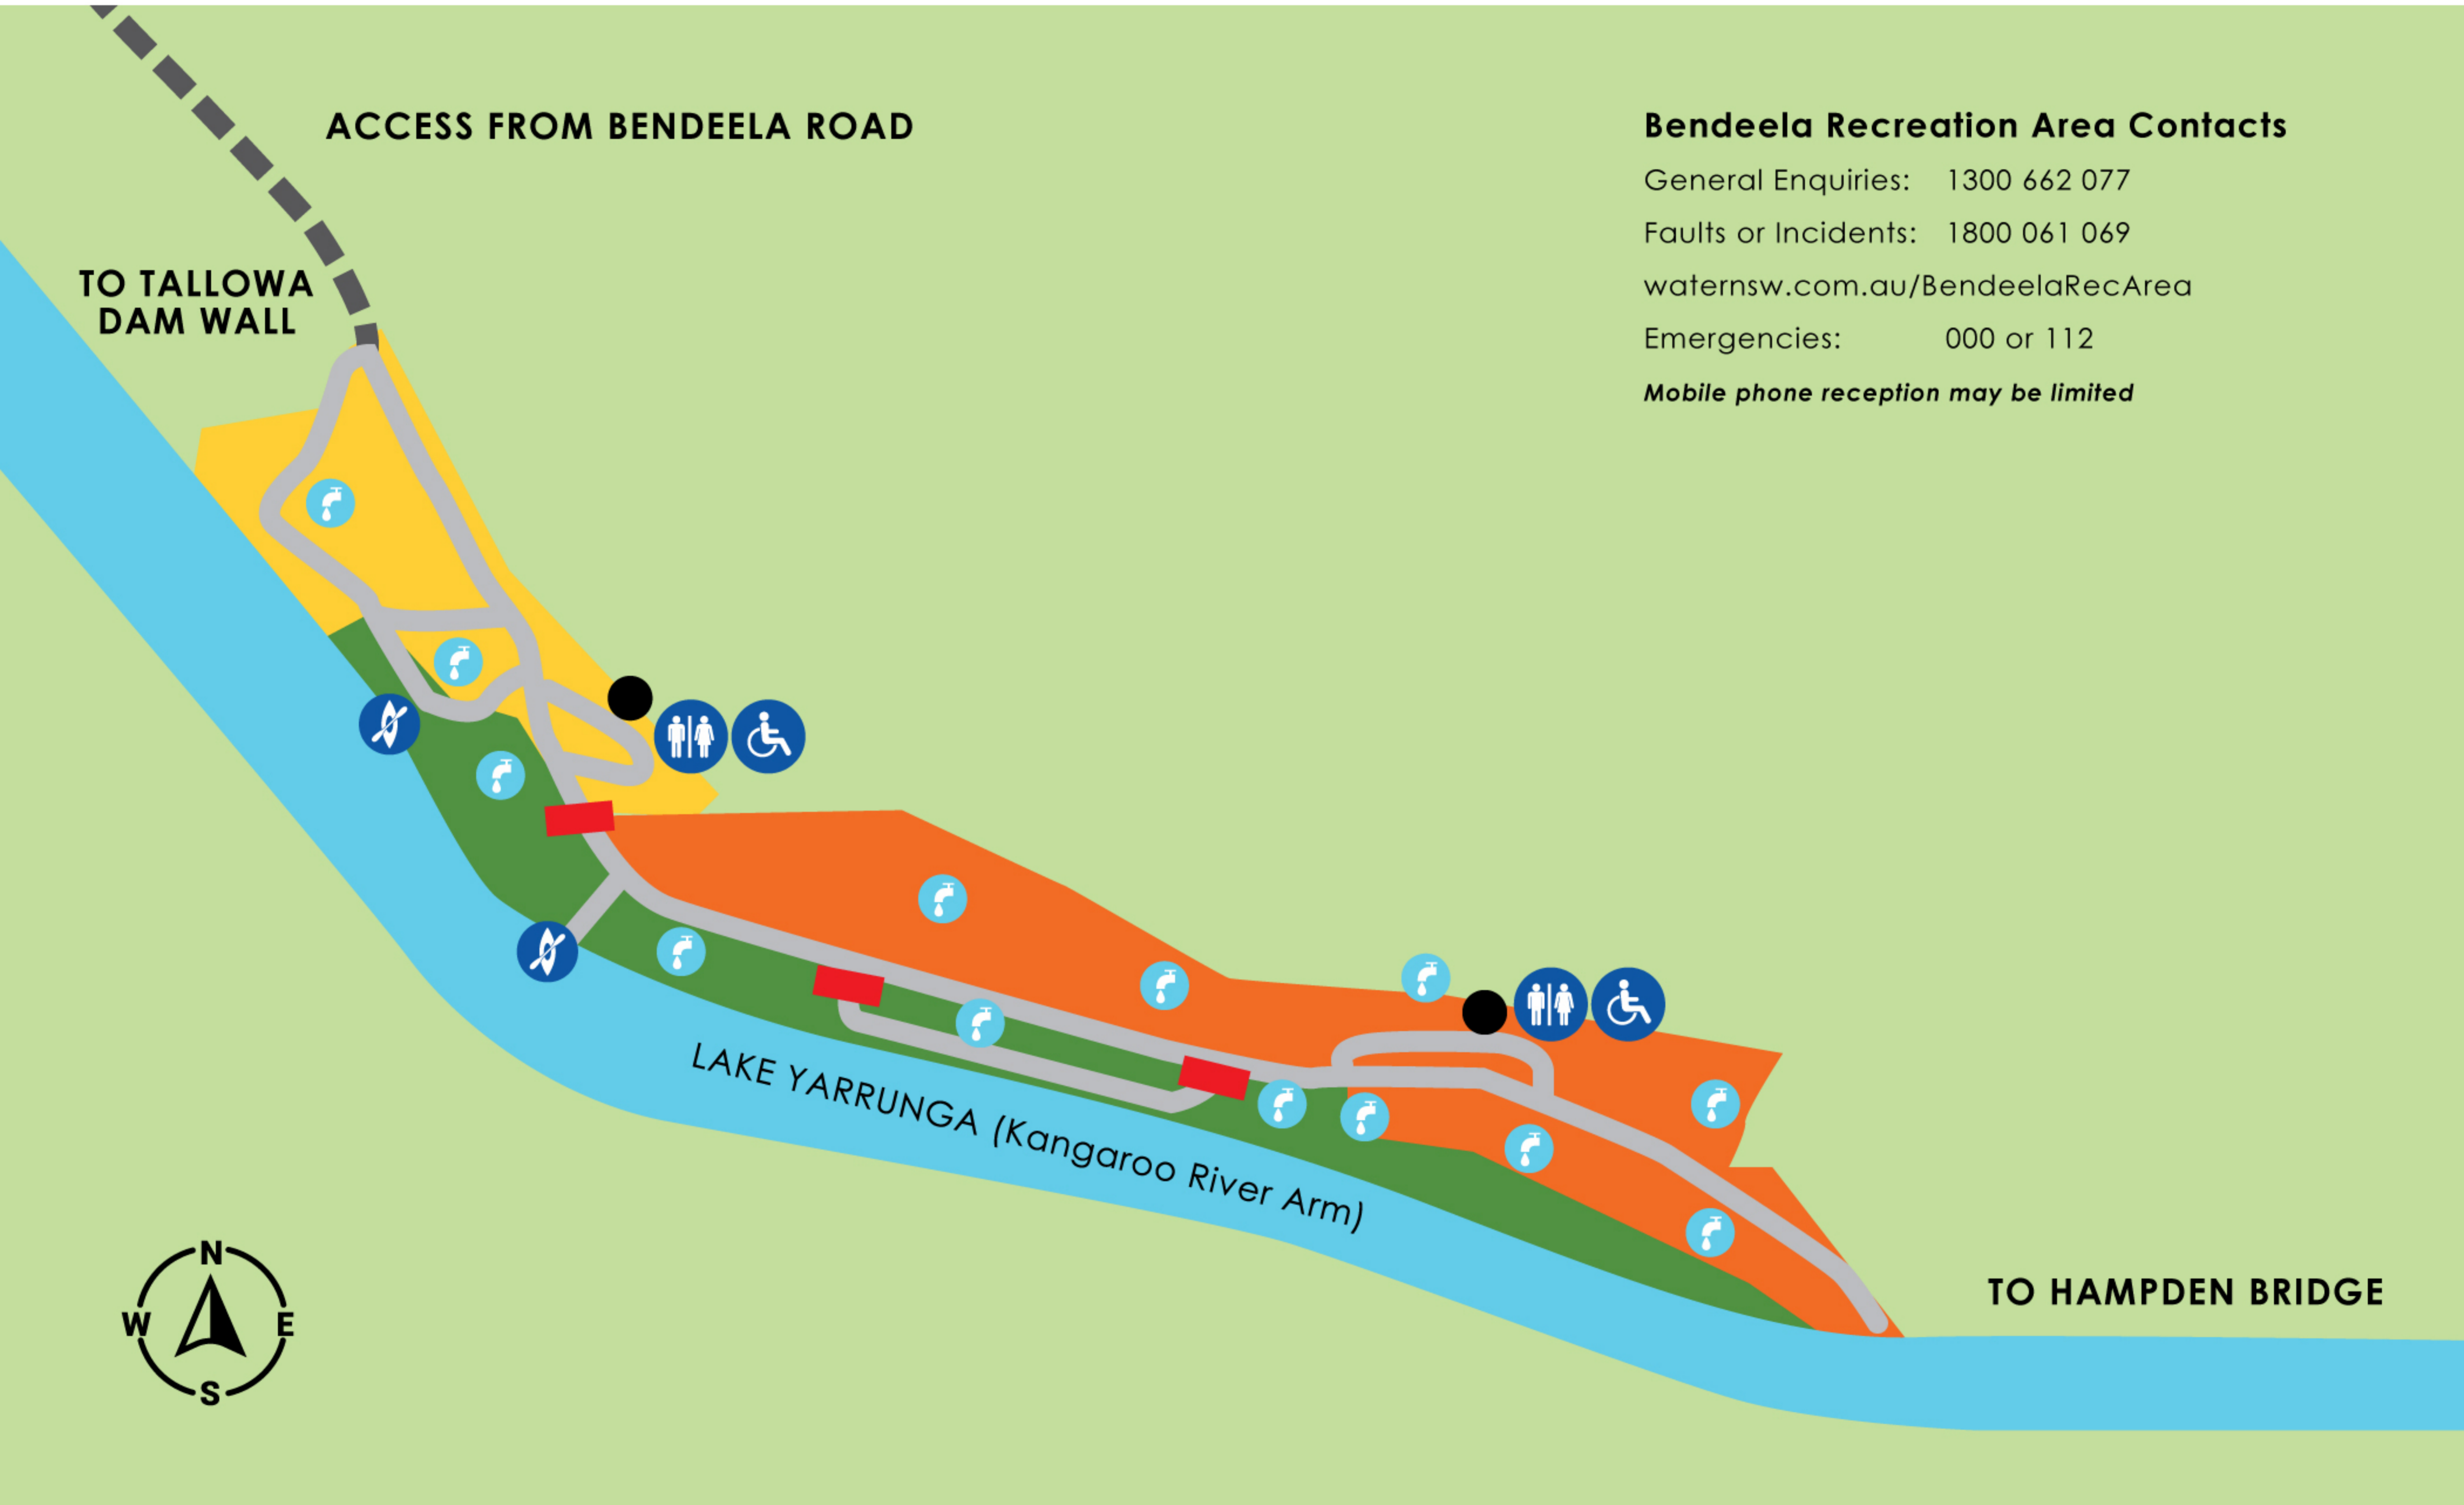 ACCESS FROM BENDEELA ROAD
Bendeela Recreation Area Contacts
General Enquiries: 1300 662 077
Faults or Incidents: 1800 061 069
waternsw.com.au/BendeelaRecArea
Emergencies: 000 or 112
Mobile phone reception may be limited
TO TALLOWA
DAM WALL
LAKE YARRUNGA (Kangaroo River Arm)
TO HAMPDEN BRIDGE
N
W E
S